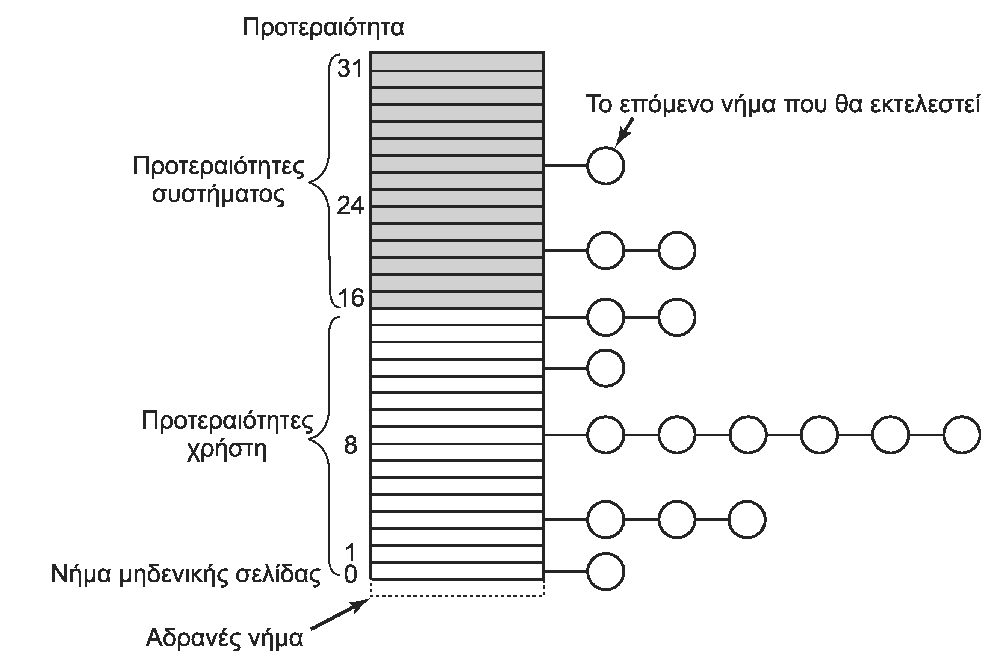 Προτεραιότητα
31
Το επόμενο νήμα που θα εκτελεστεί
Προτεραιότητες
συστήματος
24
16
Προτεραιότητες
χρήστη
8
1
Νήμα μηδενικής σελίδας 0
Αδρανές νήμα